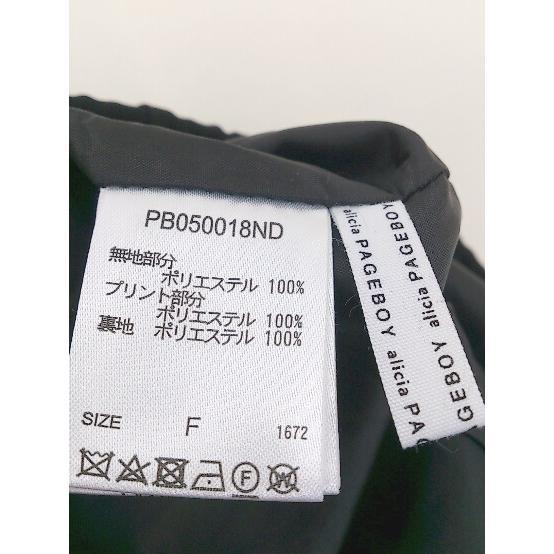 PB050018ND
無地部分
ポリエステル 100%
プリント部分
ポリエステル 100%
裏地 ポリエステル 100%
SIZE F 1672
F W
alicia PAGEBOY alicia
PAGEBOY alicia PAGEBOY